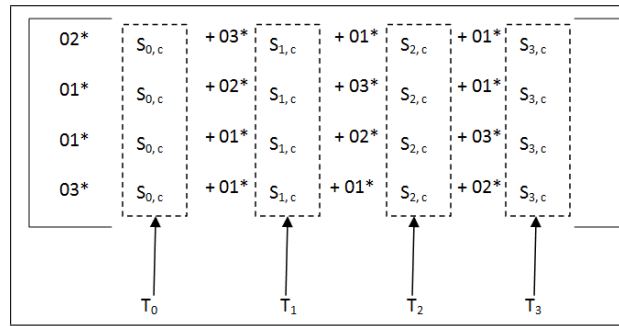 02* S0, c + 03* S1, c + 01* S2, c + 01* S3, c
01* S0, c + 02* S1, c + 03* S2, c + 01* S3, c
01* S0, c + 01* S1, c + 02* S2, c + 03* S3, c
03* S0, c + 01* S1, c + 01* S2, c + 02* S3, c
T0 T1 T2 T3